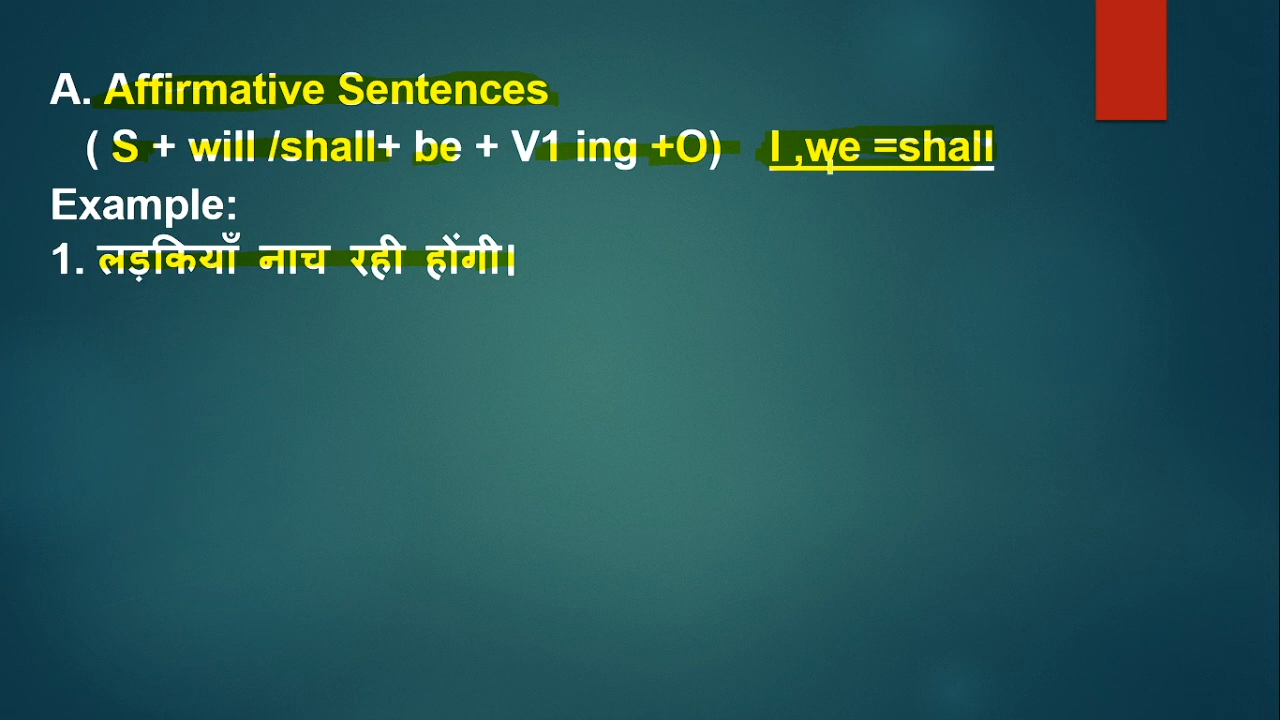 A. Affirmative Sentences
( S + will /shall+ be + V1 ing +O) I ,we =shall
Example:
1. लड़कियाँ नाच रही होंगी।